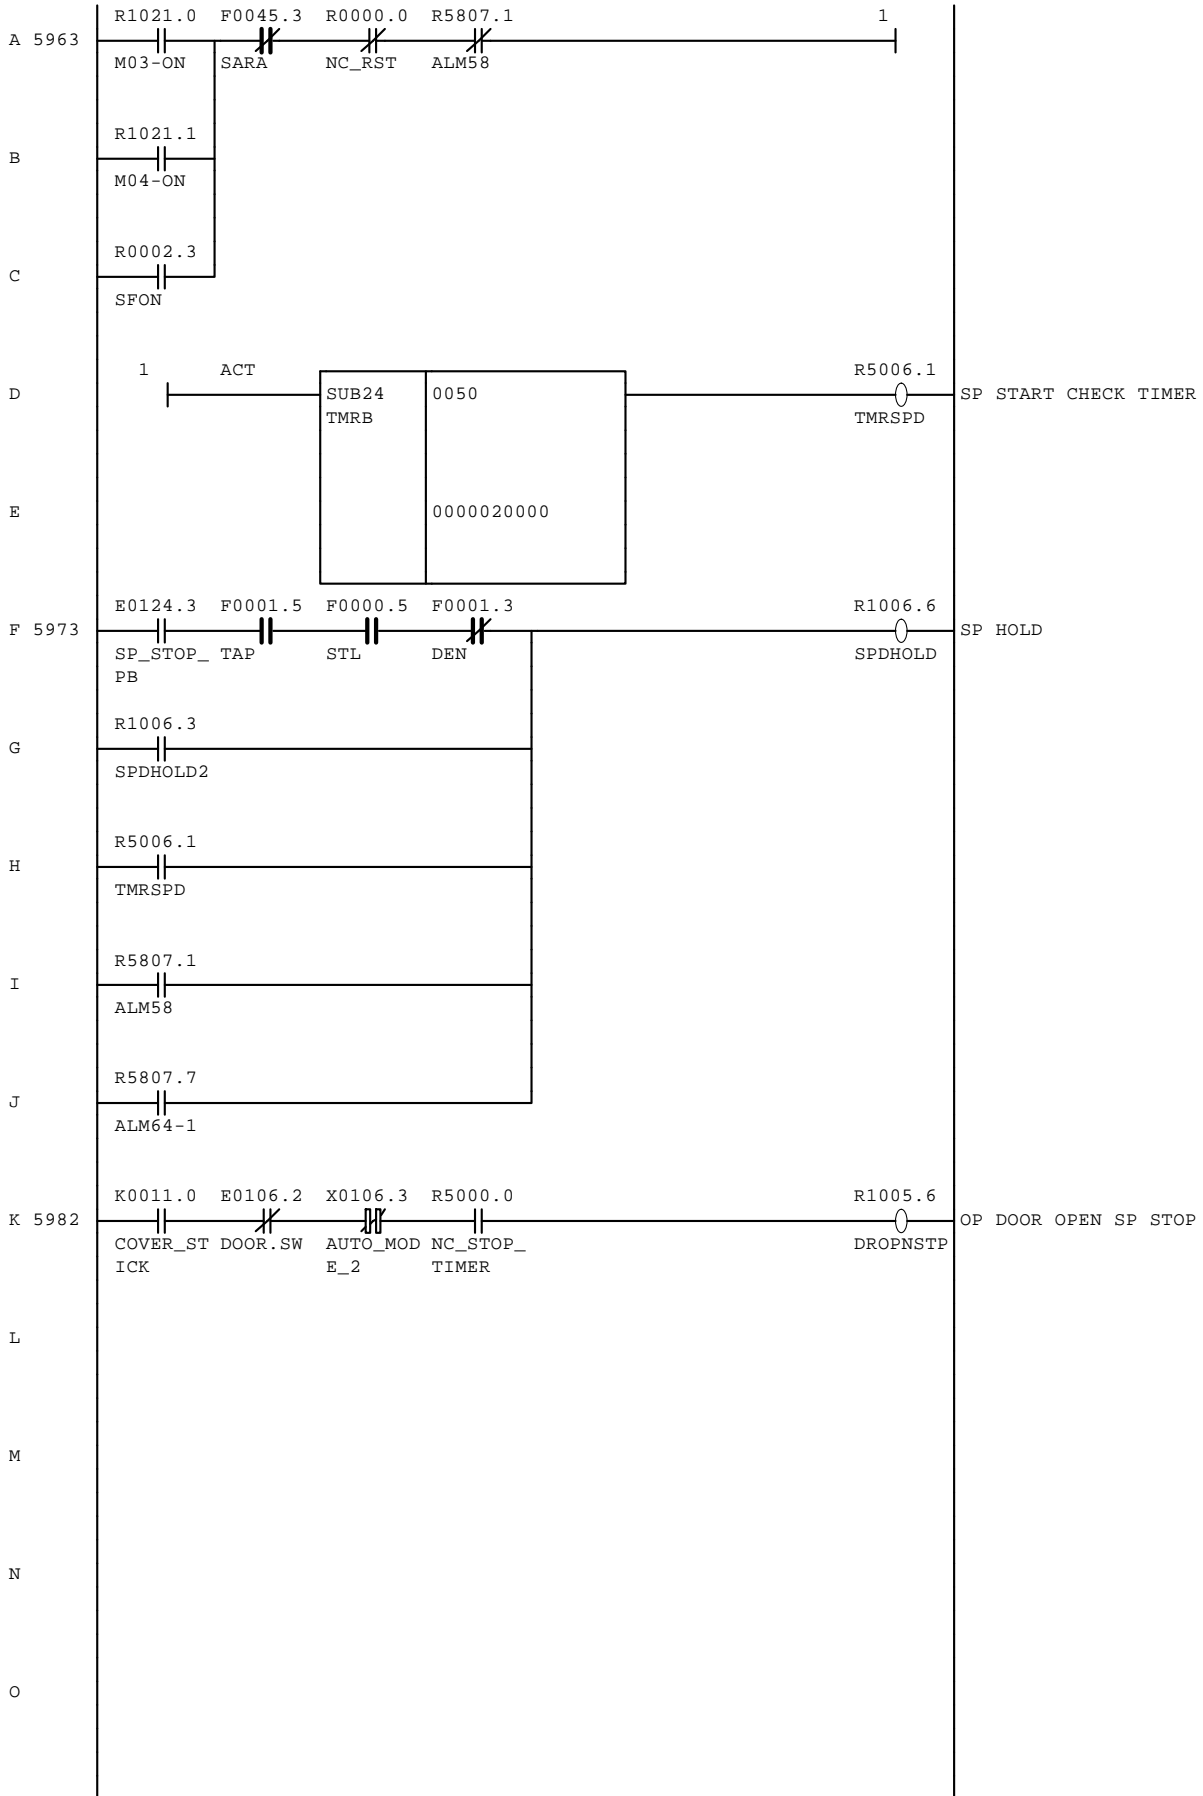 R1021.0 F0045.3 R0000.0 R5807.1 1
A 5963
M03-ON SARA NC_RST ALM58
R1021.1
B
M04-ON
R0002.3
C
SFON
1 ACT R5006.1
D SUB24 0050 SP START CHECK TIMER
TMRB TMRSPD
E 0000020000
E0124.3 F0001.5 F0000.5 F0001.3 R1006.6
F 5973 SP HOLD
SP_STOP_ TAP STL DEN SPDHOLD
PB
R1006.3
G
SPDHOLD2
R5006.1
H
TMRSPD
R5807.1
I
ALM58
R5807.7
J
ALM64-1
K0011.0 E0106.2 X0106.3 R5000.0 R1005.6
K 5982 OP DOOR OPEN SP STOP
COVER_ST DOOR.SW AUTO_MOD NC_STOP_ DROPNSTP
ICK E_2 TIMER
L
M
N
O